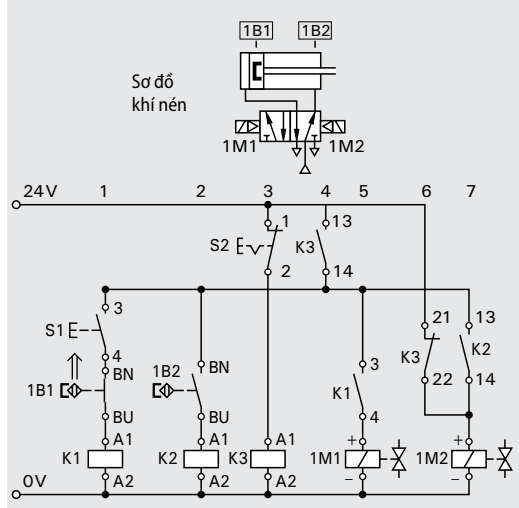 1B1 1B2
Sơ đồ
khí nén
1M1 1M2
24V 1 2 3 4 5 6 7
1 13
S2 K3
2 14
3 21 13
S1 3 K3 K2
4 1B2 BN K1 22 14
BN
1B1
BU BU 4
A1 A1 A1 + +
K1 K2 K3 1M1 1M2
A2 A2 A2 – –
0V